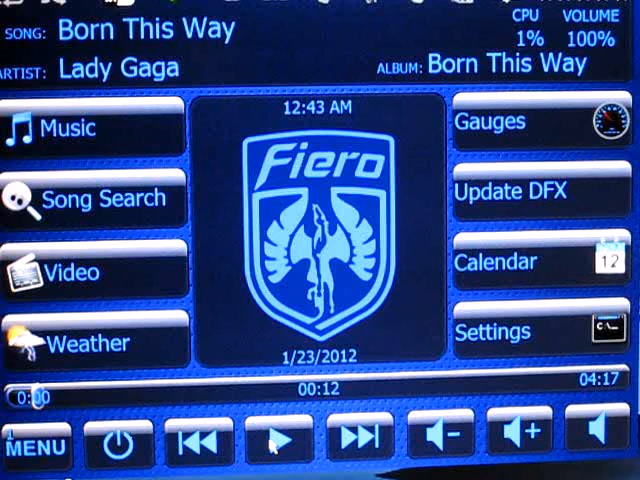 SONG: Born This Way
CPU VOLUME
1% 100%
ARTIST: Lady Gaga
ALBUM: Born This Way
12:43 AM
Music
Gauges
Fiero
Song Search
Update DFX
Video
Calendar
12
Weather
Settings
C:\_
1/23/2012
0:00
00:12
04:17
MENU